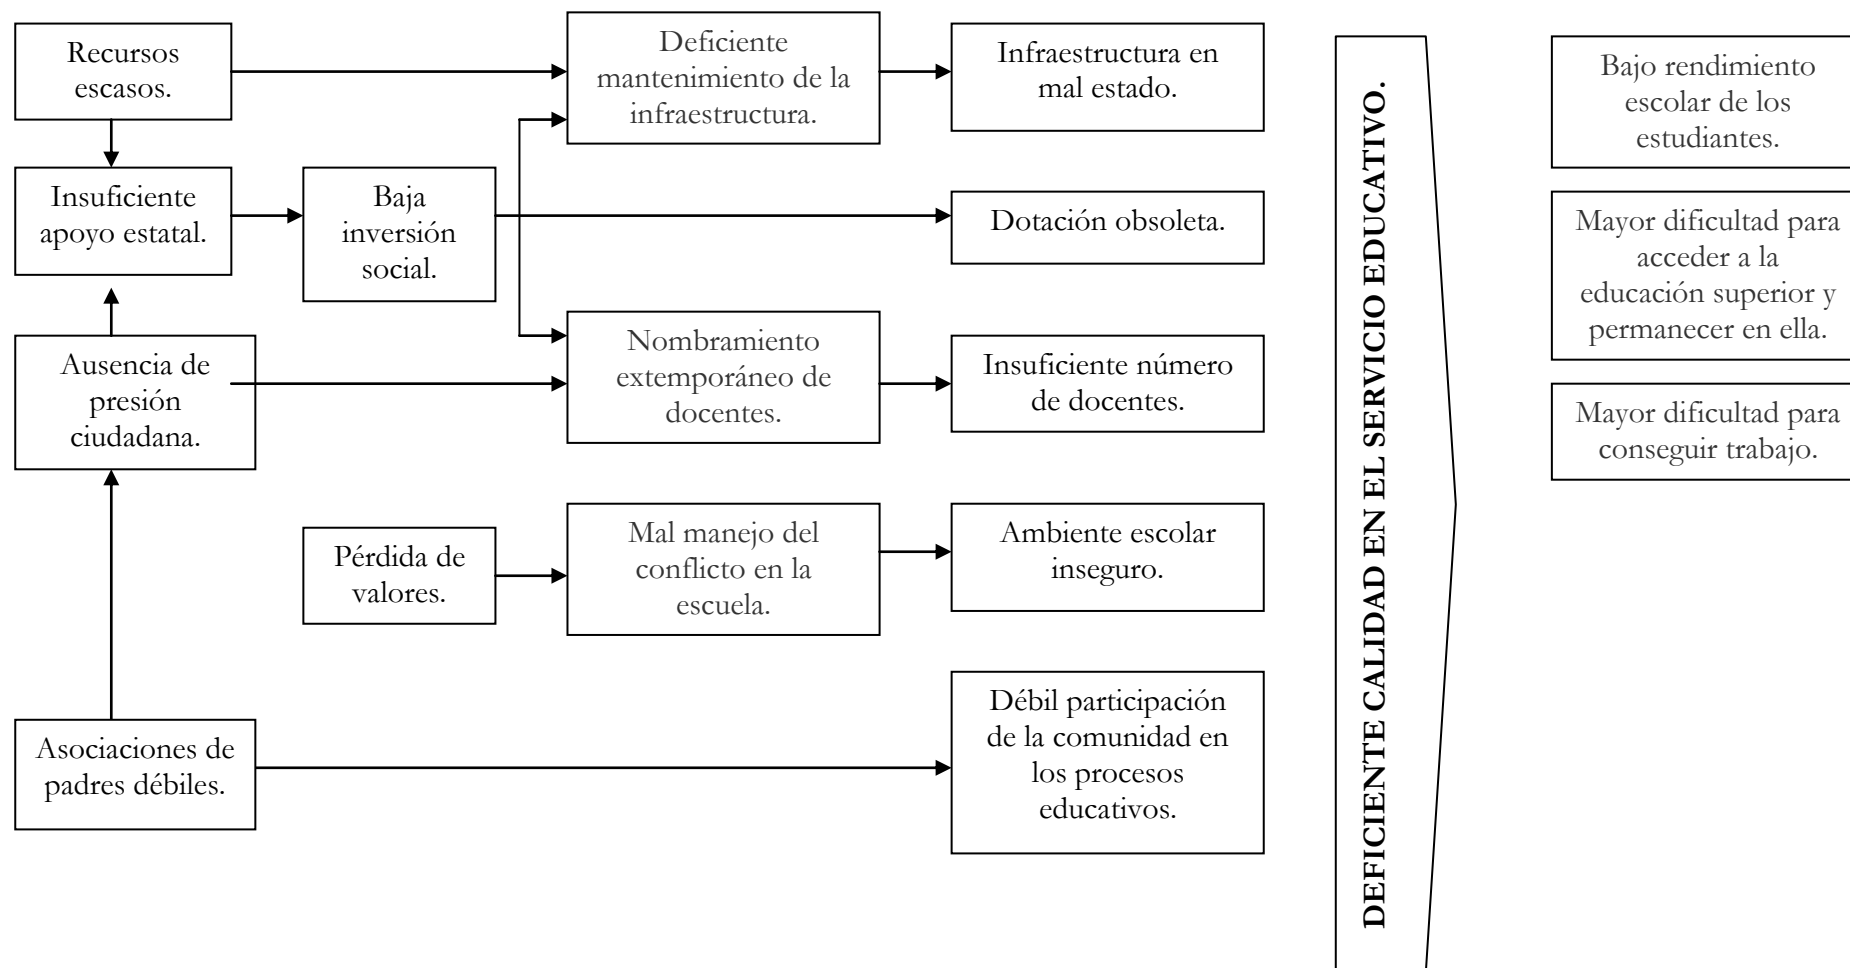 Recursos
escasos.
Deficiente
mantenimiento de la
infraestructura.
Infraestructura en
mal estado.
Insuficiente
apoyo estatal.
Baja
inversión
social.
Dotación obsoleta.
Ausencia de
presión
ciudadana.
Nombramiento
extemporáneo de
docentes.
Insuficiente número
de docentes.
Pérdida de
valores.
Mal manejo del
conflicto en la
escuela.
Ambiente escolar
inseguro.
Asociaciones de
padres débiles.
Débil participación
de la comunidad en
los procesos
educativos.
DEFICIENTE CALIDAD EN EL SERVICIO EDUCATIVO.
Bajo rendimiento
escolar de los
estudiantes.
Mayor dificultad para
acceder a la
educación superior y
permanecer en ella.
Mayor dificultad para
conseguir trabajo.